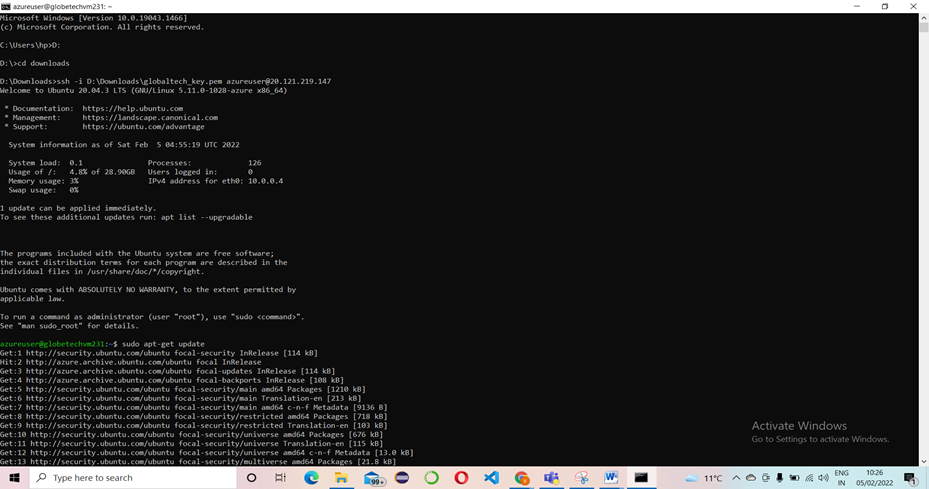 azureuser@globetechvm231: ~
Microsoft Windows [Version 10.0.19043.1466]
(c) Microsoft Corporation. All rights reserved.
C:\Users\hp>D:
D:\>cd downloads
D:\Downloads>ssh -i D:\Downloads\globaltech_key.pem azureuser@20.121.219.147
Welcome to Ubuntu 20.04.3 LTS (GNU/Linux 5.11.0-1028-azure x86_64)
* Documentation: https://help.ubuntu.com
* Management: https://landscape.canonical.com
* Support: https://ubuntu.com/advantage
System information as of Sat Feb 5 04:55:19 UTC 2022
System load: 0.1 Processes: 126
Usage of /: 4.8% of 28.90GB Users logged in: 0
Memory usage: 3% IPv4 address for eth0: 10.0.0.4
Swap usage: 0%
1 update can be applied immediately.
To see these additional updates run: apt list --upgradable
The programs included with the Ubuntu system are free software;
the exact distribution terms for each program are described in the
individual files in /usr/share/doc/*/copyright.
Ubuntu comes with ABSOLUTELY NO WARRANTY, to the extent permitted by
applicable law.
To run a command as administrator (user "root"), use "sudo <command>".
See "man sudo_root" for details.
azureuser@globetechvm231:~$ sudo apt-get update
Get:1 http://security.ubuntu.com/ubuntu focal-security InRelease [114 kB]
Hit:2 http://azure.archive.ubuntu.com/ubuntu focal InRelease
Get:3 http://azure.archive.ubuntu.com/ubuntu focal-updates InRelease [114 kB]
Get:4 http://azure.archive.ubuntu.com/ubuntu focal-backports InRelease [108 kB]
Get:5 http://security.ubuntu.com/ubuntu focal-security/main amd64 Packages [1210 kB]
Get:6 http://security.ubuntu.com/ubuntu focal-security/main Translation-en [213 kB]
Get:7 http://security.ubuntu.com/ubuntu focal-security/main amd64 c-n-f Metadata [9136 B]
Get:8 http://security.ubuntu.com/ubuntu focal-security/restricted amd64 Packages [718 kB]
Get:9 http://security.ubuntu.com/ubuntu focal-security/restricted Translation-en [103 kB]
Get:10 http://security.ubuntu.com/ubuntu focal-security/universe amd64 Packages [676 kB]
Get:11 http://security.ubuntu.com/ubuntu focal-security/universe Translation-en [115 kB]
Get:12 http://security.ubuntu.com/ubuntu focal-security/universe amd64 c-n-f Metadata [13.0 kB]
Get:13 http://security.ubuntu.com/ubuntu focal-security/multiverse amd64 Packages [21.8 kB]
Activate Windows
Go to Settings to activate Windows.
Type here to search
99+
11°C
ENG
IN
10:26
05/02/2022
1